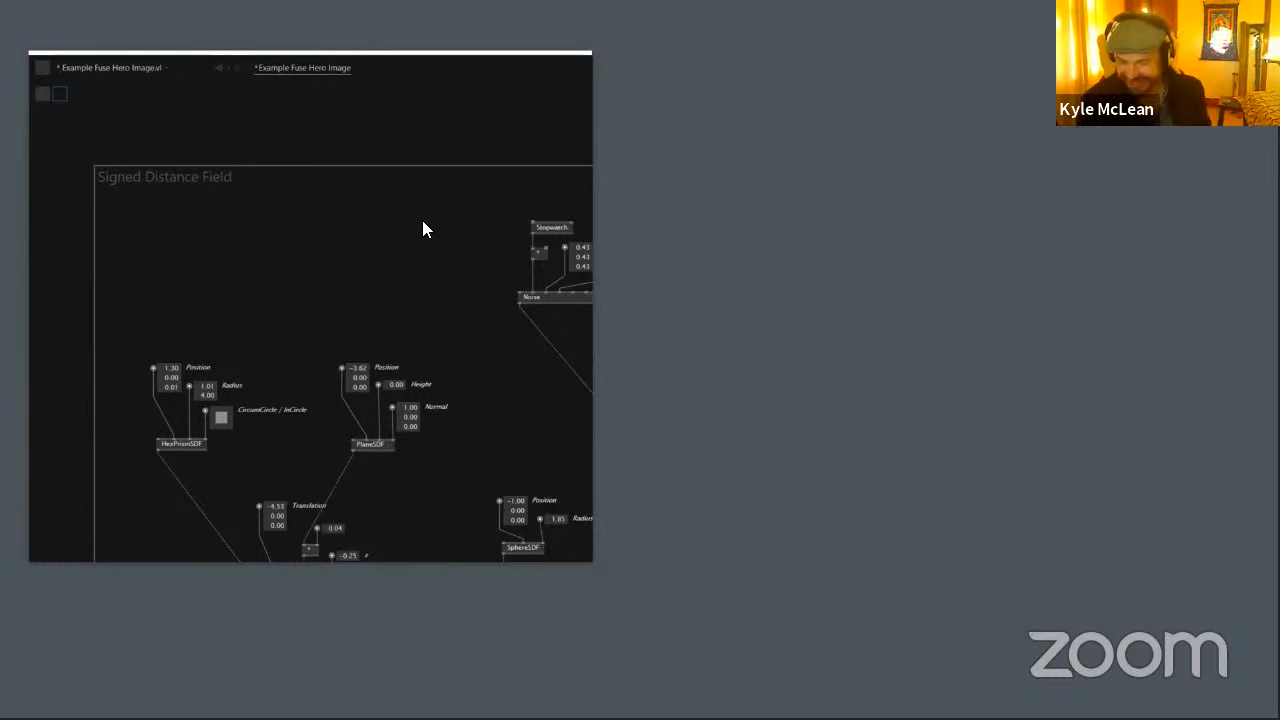 * Example Fuse Hero Image.vl
*Example Fuse Hero Image
Kyle McLean
Signed Distance Field
Stopwatch
*
0.43
0.43
0.43
Noise
1.30 Position
0.00
0.01
1.01 Radius
4.00
CircumCircle / InCircle
HexPrismSDF
-3.62 Position
0.00
0.00
0.00 Height
1.00 Normal
0.00
0.00
PlaneSDF
-4.53 Translation
0.00
0.00
0.04
*
-0.25 z
-1.00 Position
0.00
0.00
1.85 Radius
SphereSDF
zoom